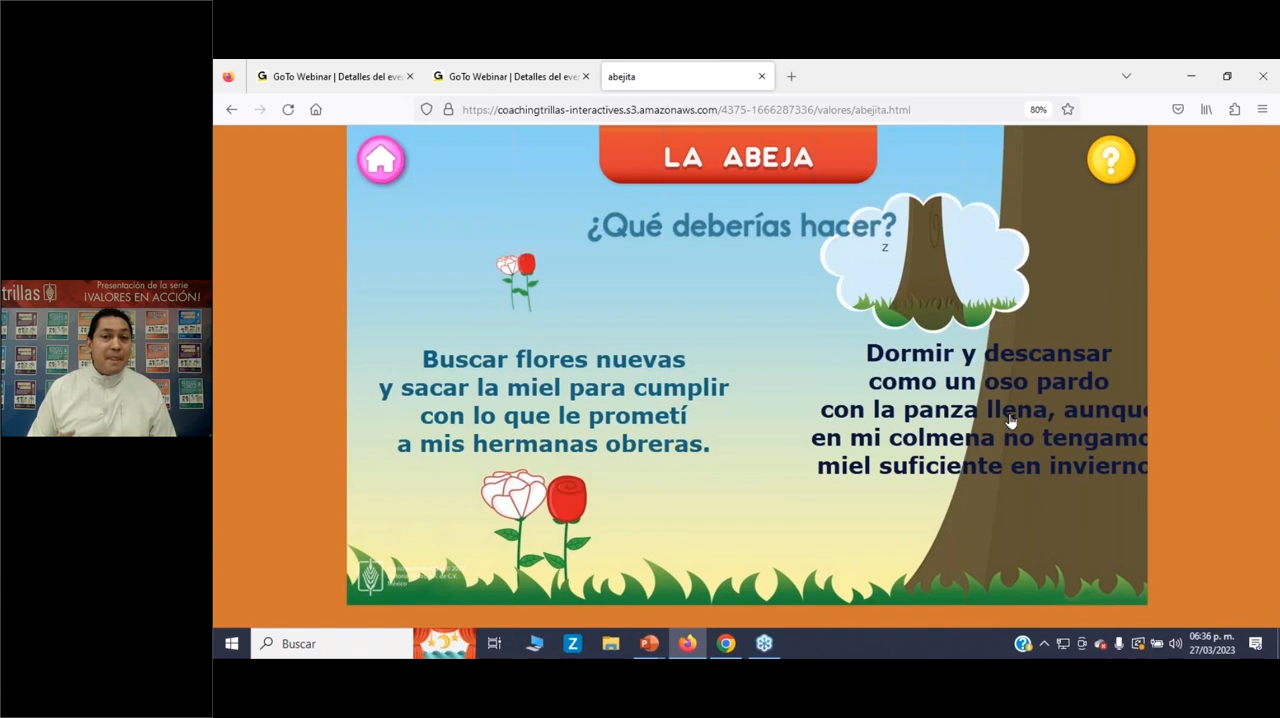 GoTo Webinar | Detalles del eve
GoTo Webinar | Detalles del eve
abejita
https://coachingtrillas-interactives.s3.amazonaws.com/4375-1666287336/valores/abejita.html
80%
LA ABEJA
?
¿Qué deberías hacer?
z
Buscar flores nuevas
y sacar la miel para cumplir
con lo que le prometí
a mis hermanas obreras.
Dormir y descansar
como un oso pardo
con la panza llena, aunque
en mi colmena no tengamo
miel suficiente en invierno
trillas
Presentación de la serie
¡VALORES EN ACCIÓN!
Buscar
06:36 p. m.
27/03/2023